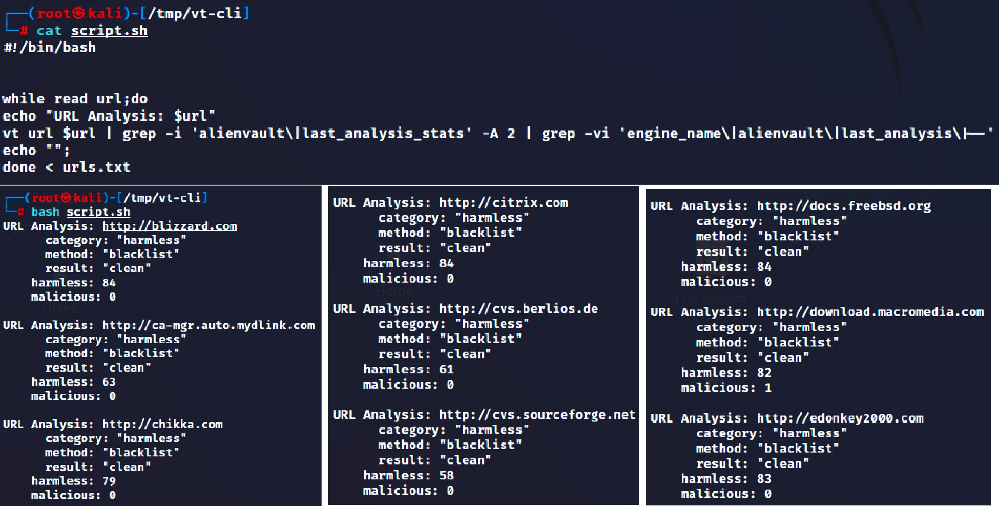 ┌──(root㉿kali)-[/tmp/vt-cli]
└─# cat script.sh
#!/bin/bash
while read url;do
echo "URL Analysis: $url"
vt url $url | grep -i 'alienvault\|last_analysis_stats' -A 2 | grep -vi 'engine_name\|alienvault\|last_analysis\|--'
echo "";
done < urls.txt
┌──(root㉿kali)-[/tmp/vt-cli]
└─# bash script.sh
URL Analysis: http://blizzard.com
category: "harmless"
method: "blacklist"
result: "clean"
harmless: 84
malicious: 0
Home
URL Analysis: http://ca-mgr.auto.mydlink.com
category: "harmless"
method: "blacklist"
result: "clean"
harmless: 63
malicious: 0
URL Analysis: http://chikka.com
category: "harmless"
method: "blacklist"
result: "clean"
harmless: 79
malicious: 0
URL Analysis: http://citrix.com
category: "harmless"
method: "blacklist"
result: "clean"
harmless: 84
malicious: 0
Home
URL Analysis: http://cvs.berlios.de
category: "harmless"
method: "blacklist"
result: "clean"
harmless: 61
malicious: 0
URL Analysis: http://cvs.sourceforge.net
category: "harmless"
method: "blacklist"
result: "clean"
harmless: 58
malicious: 0
URL Analysis: http://docs.freebsd.org
category: "harmless"
method: "blacklist"
result: "clean"
harmless: 84
malicious: 0
File System
URL Analysis: http://download.macromedia.com
category: "harmless"
method: "blacklist"
result: "clean"
harmless: 82
malicious: 1
URL Analysis: http://edonkey2000.com
category: "harmless"
method: "blacklist"
result: "clean"
harmless: 83
malicious: 0